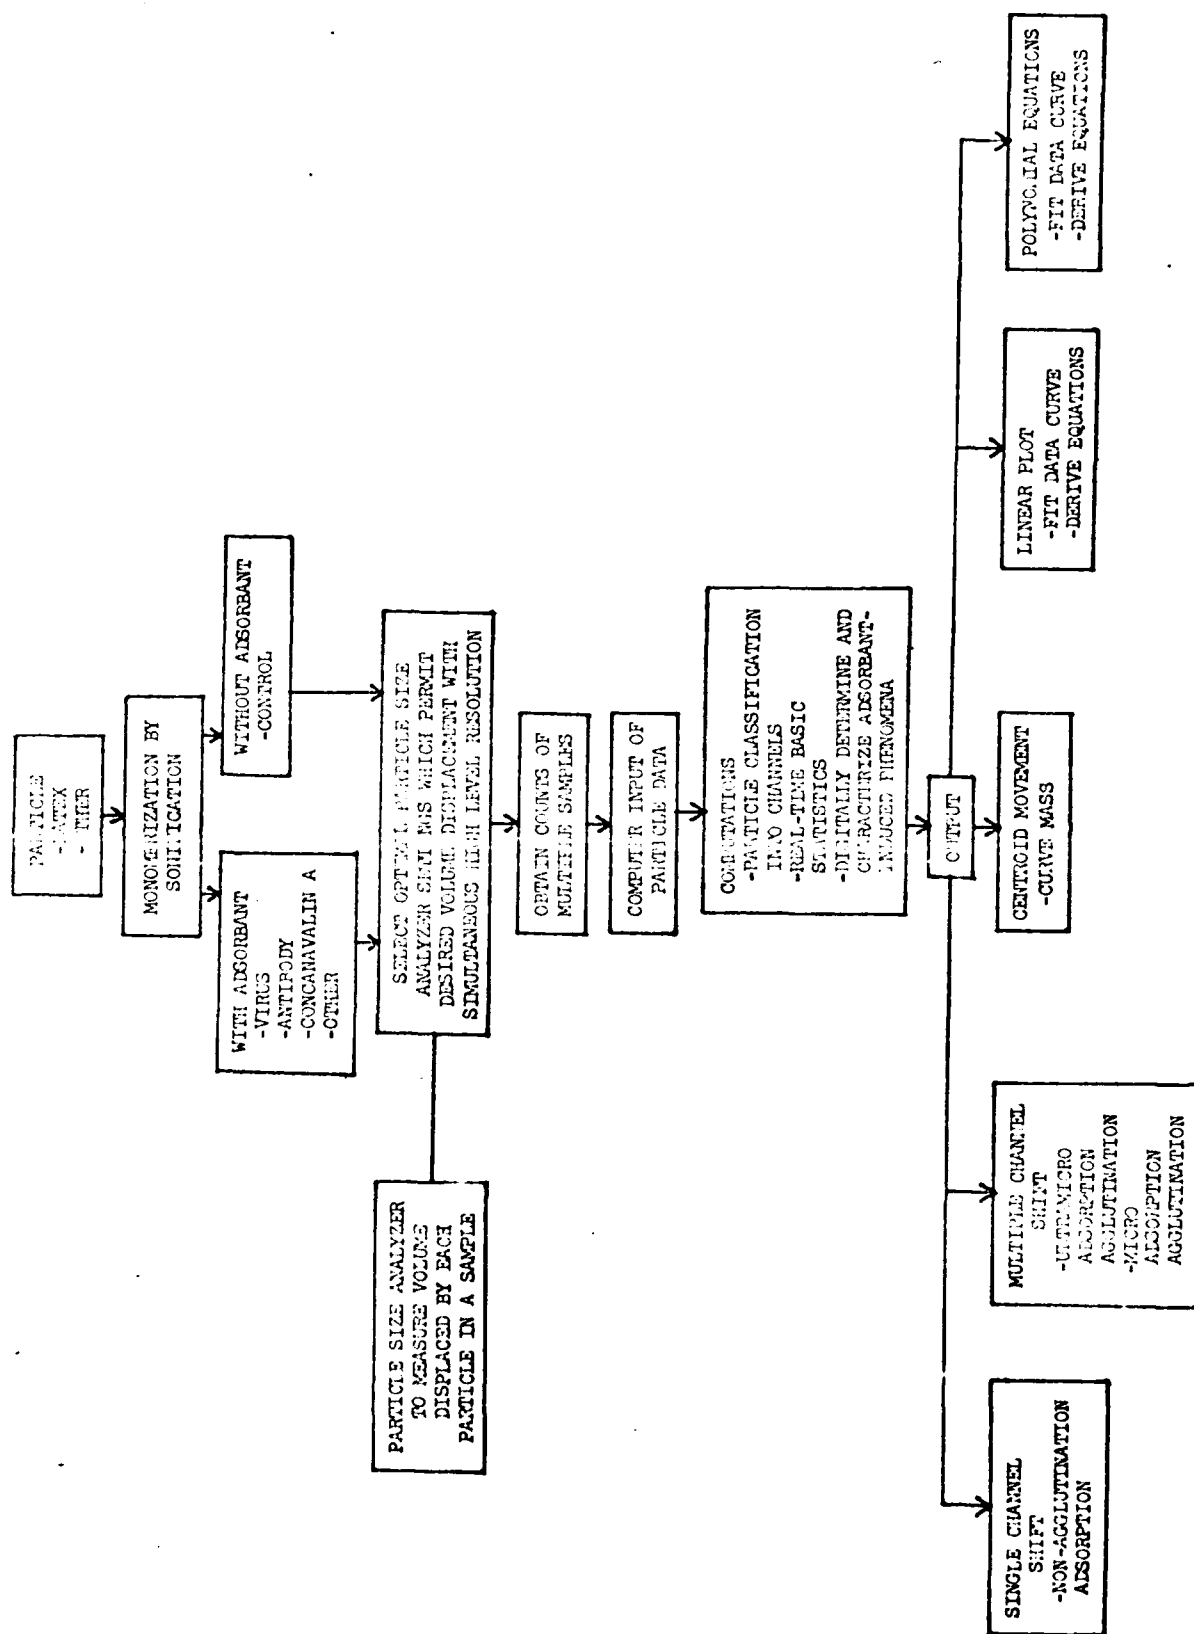 PARTICLE
-LATEX
MONOMERIZATION BY
SONITICATION
WITH ADSORBANT
-VIRUS
-ANTIBODY
-CONCANAVALIN A
-OTHER
WITHOUT ADSORBANT
-CONTROL
PARTICLE SIZE ANALYZER
TO MEASURE VOLUME
DISPLACED BY EACH
PARTICLE IN A SAMPLE
SELECT OPTIMAL PARTICLE SIZE
ANALYZER SETTINGS WHICH PERMIT
DESIRED VOLUME DISPLACEMENT WITH
SIMULTANEOUS HIGH LEVEL RESOLUTION
OBTAIN COUNTS OF
MULTIPLE SAMPLES
COMPUTER INPUT OF
PARTICLE DATA
COMPUTATIONS
-PARTICLE CLASSIFICATION
INTO CHANNELS
-REAL-TIME BASIC
STATISTICS
-DIGITALLY DETERMINE AND
CHARACTERIZE ADSORBANT-
INDUCED PHENOMENA
OUTPUT
SINGLE CHANNEL
SHIFT
-NON-AGGLUTINATION
ADSORPTION
MULTIPLE CHANNEL
SHIFT
-ULTRAMICRO
ADSORPTION
AGGLUTINATION
-MICRO
ADSORPTION
AGGLUTINATION
CENTROID MOVEMENT
-CURVE MASS
LINEAR PLOT
-FIT DATA CURVE
-DERIVE EQUATIONS
POLYNOMIAL EQUATIONS
-FIT DATA CURVE
-DERIVE EQUATIONS